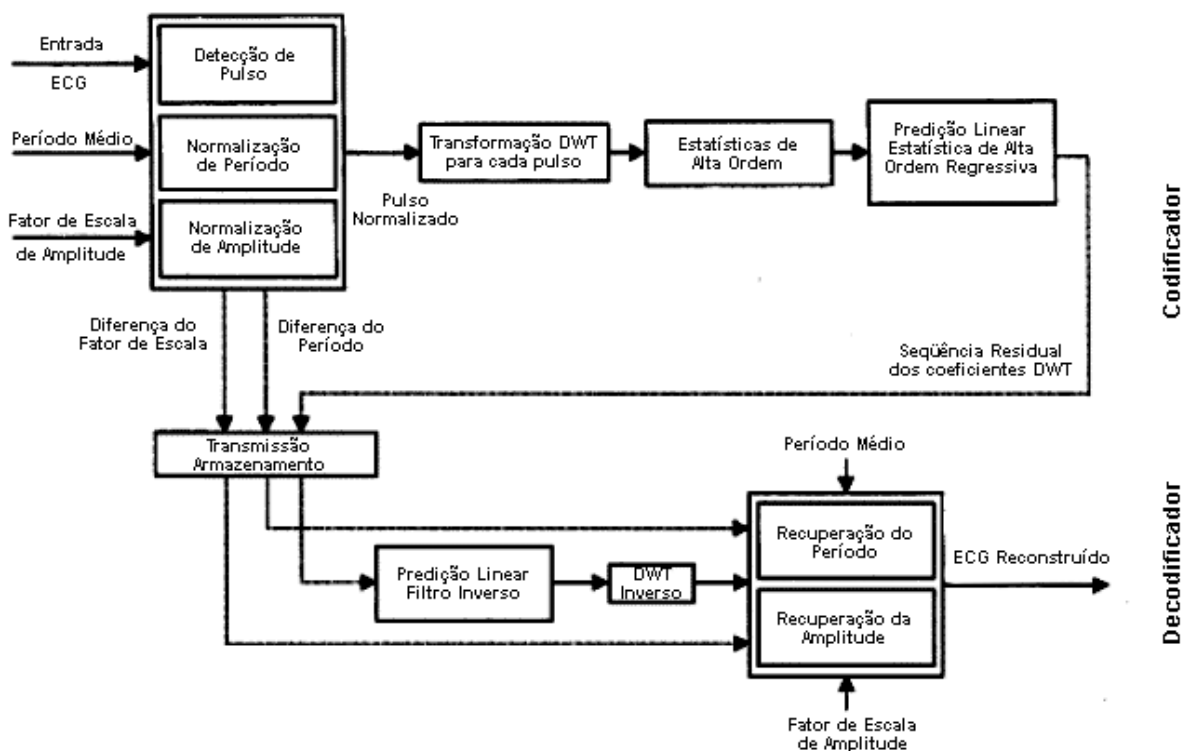 Entrada
ECG
Período Médio
Fator de Escala
de Amplitude
Detecção de
Pulso
Normalização
de Período
Normalização
de Amplitude
Pulso
Normalizado
Transformação DWT
para cada pulso
Estatísticas de
Alta Ordem
Predição Linear
Estatística de Alta
Ordem Regressiva
Codificador
Diferença do
Fator de Escala
Diferença do
Período
Seqüência Residual
dos coeficientes DWT
Transmissão
Armazenamento
Período Médio
Predição Linear
Filtro Inverso
DWT
Inverso
Recuperação do
Período
Recuperação da
Amplitude
ECG Reconstruído
Decodificador
Fator de Escala
de Amplitude